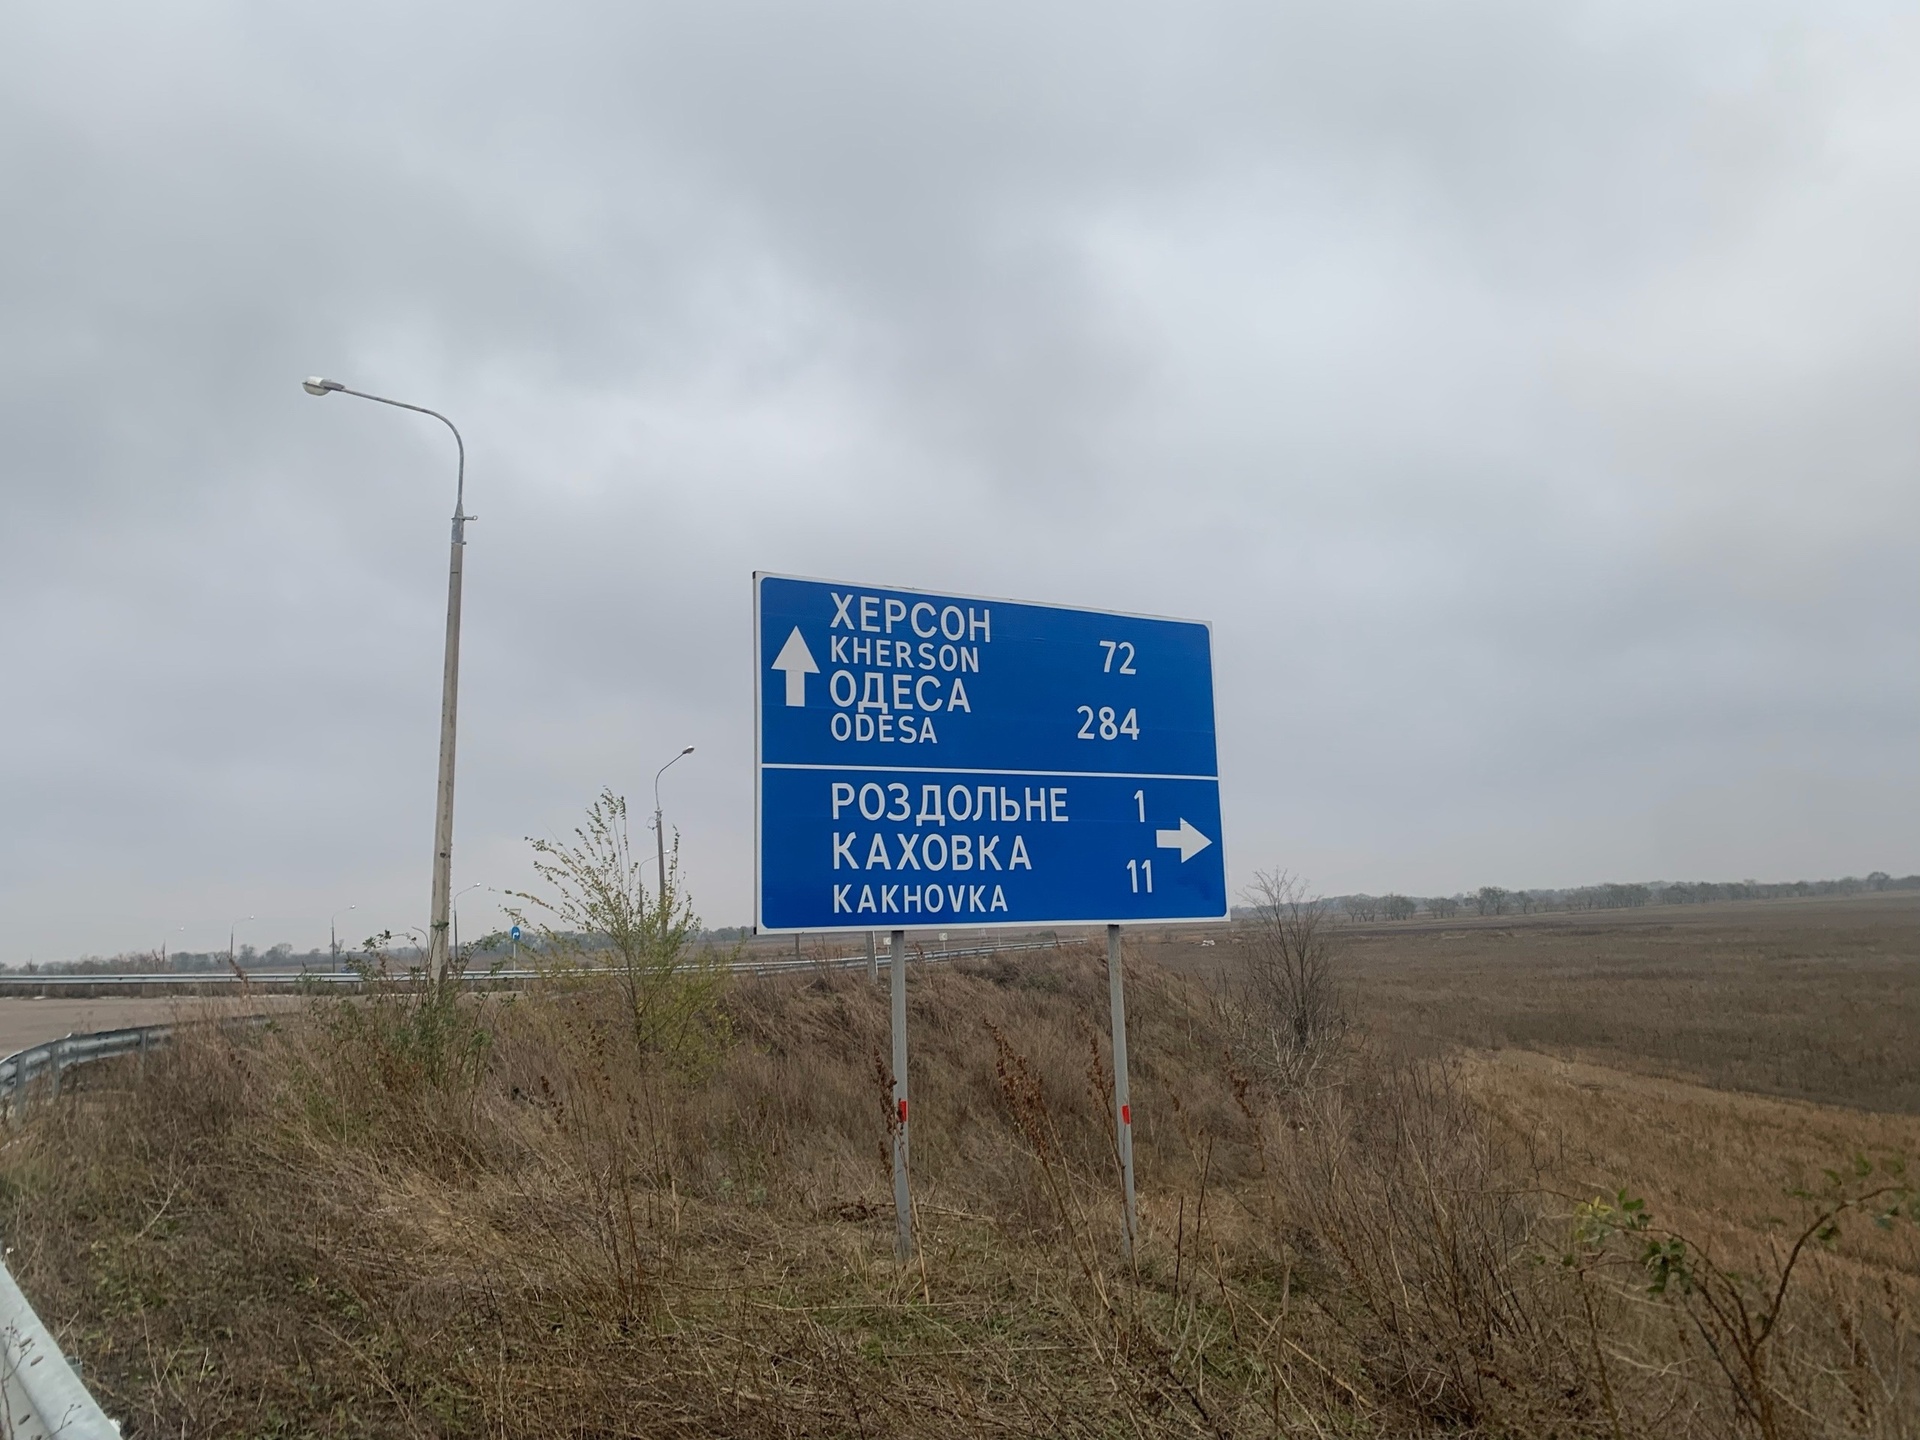 ХЕРСОН
KHERSON 72
ОДЕСА
ODESA 284
РОЗДОЛЬНЕ 1
КАХОВКА
KAKHOVKA 11